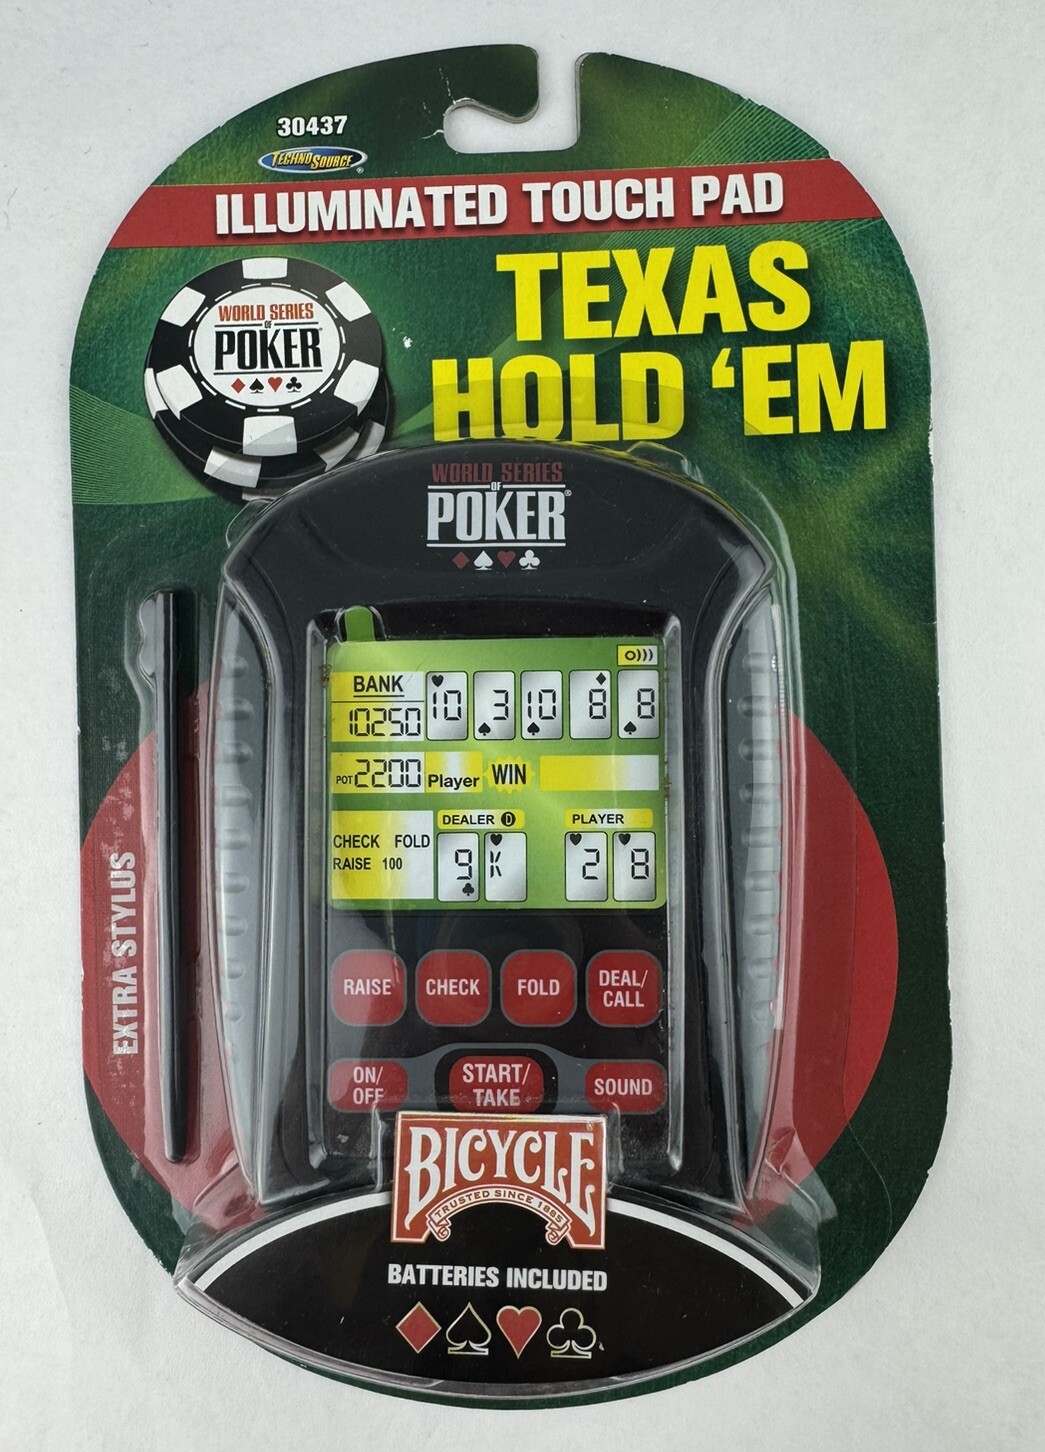 30437
TECHNO SOURCE®
ILLUMINATED TOUCH PAD
TEXAS
HOLD ‘EM
WORLD SERIES
OF
POKER®
WORLD SERIES
OF
POKER®
BANK 10 3 10 8 8
10250
POT 2200 Player WIN
DEALER D PLAYER
CHECK FOLD
RAISE 100
9 K 2 8
EXTRA STYLUS
RAISE CHECK FOLD DEAL/
CALL
ON/
OFF START/
TAKE SOUND
BICYCLE
TRUSTED SINCE 1885
BATTERIES INCLUDED